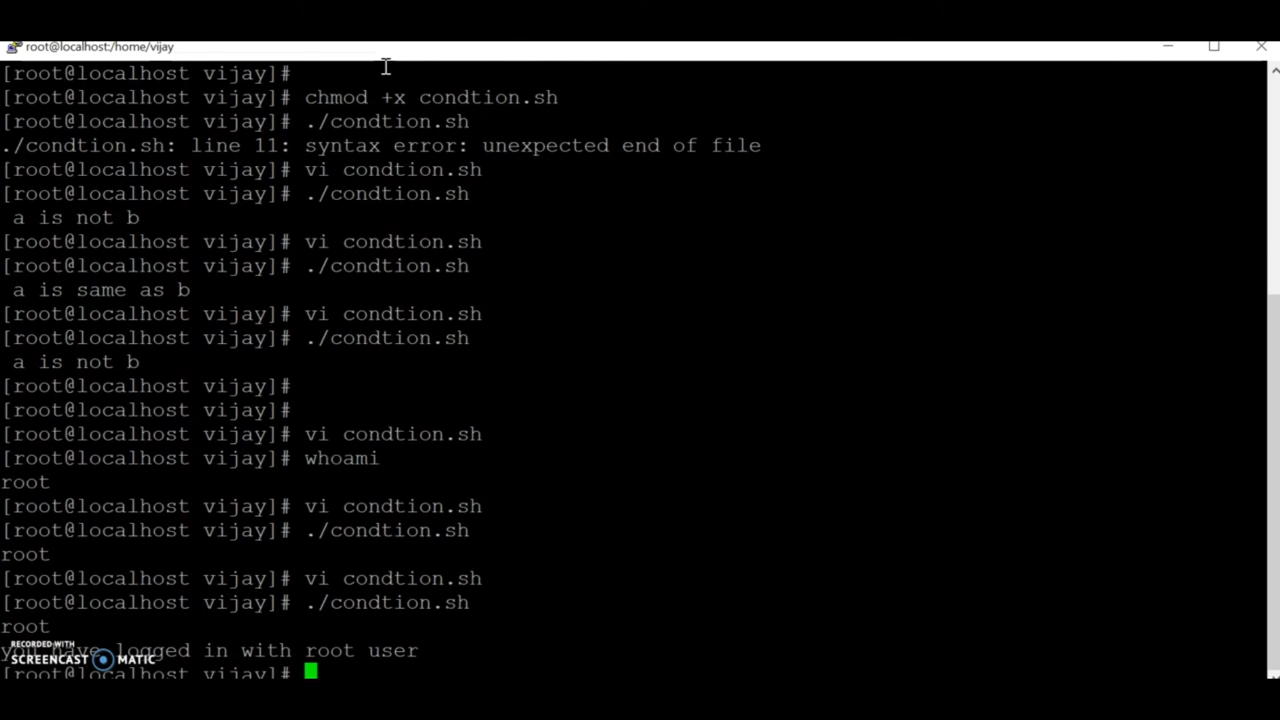 root@localhost:/home/vijay
[root@localhost vijay]#
[root@localhost vijay]# chmod +x condtion.sh
[root@localhost vijay]# ./condtion.sh
./condtion.sh: line 11: syntax error: unexpected end of file
[root@localhost vijay]# vi condtion.sh
[root@localhost vijay]# ./condtion.sh
a is not b
[root@localhost vijay]# vi condtion.sh
[root@localhost vijay]# ./condtion.sh
a is same as b
[root@localhost vijay]# vi condtion.sh
[root@localhost vijay]# ./condtion.sh
a is not b
[root@localhost vijay]#
[root@localhost vijay]#
[root@localhost vijay]# vi condtion.sh
[root@localhost vijay]# whoami
root
[root@localhost vijay]# vi condtion.sh
[root@localhost vijay]# ./condtion.sh
root
[root@localhost vijay]# vi condtion.sh
[root@localhost vijay]# ./condtion.sh
root
you have logged in with root user
[root@localhost vijay]#
RECORDED WITH
SCREENCAST MATIC